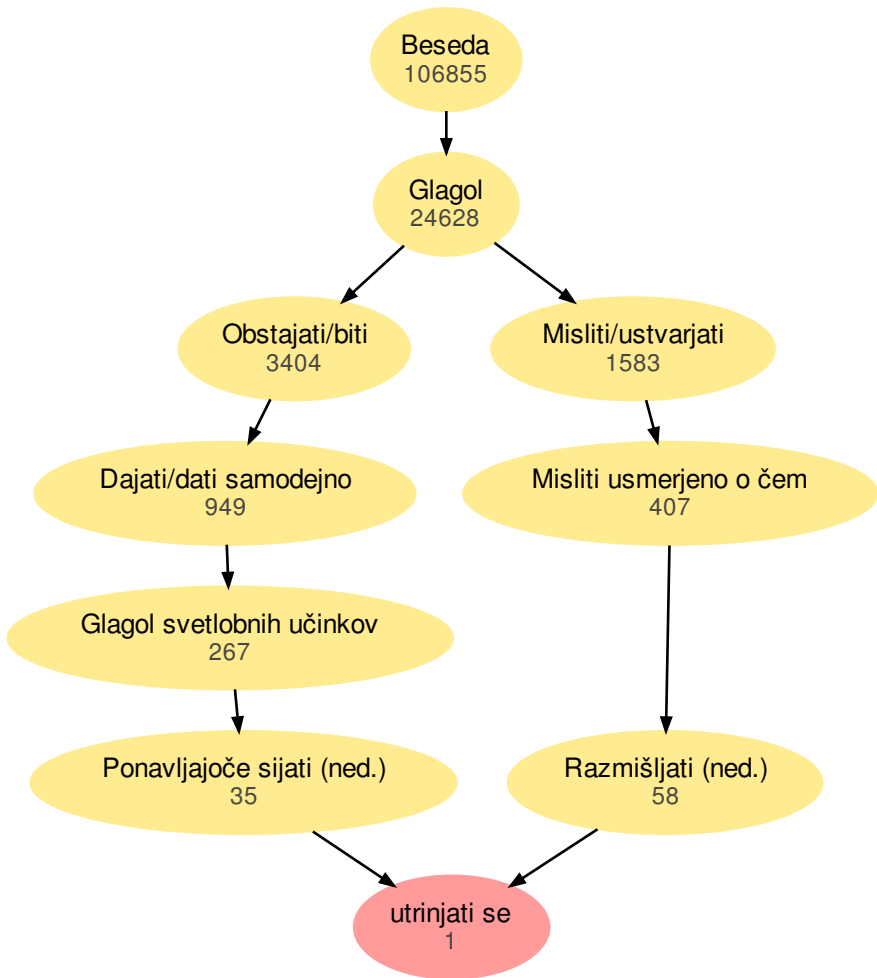 Beseda
106855
Glagol
24628
Obstajati/biti
3404
Misliti/ustvarjati
1583
Dajati/dati samodejno
949
Misliti usmerjeno o čem
407
Glagol svetlobnih učinkov
267
Ponavljajoče sijati (ned.)
35
Razmišljati (ned.)
58
utrinjati se
1